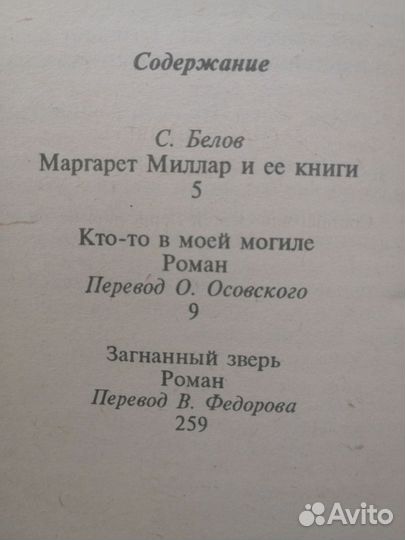 Содержание
С. Белов
Маргарет Миллар и ее книги
5
Кто-то в моей могиле
Роман
Перевод О. Осовского
9
Загнанный зверь
Роман
Перевод В. Федорова
259
Avito